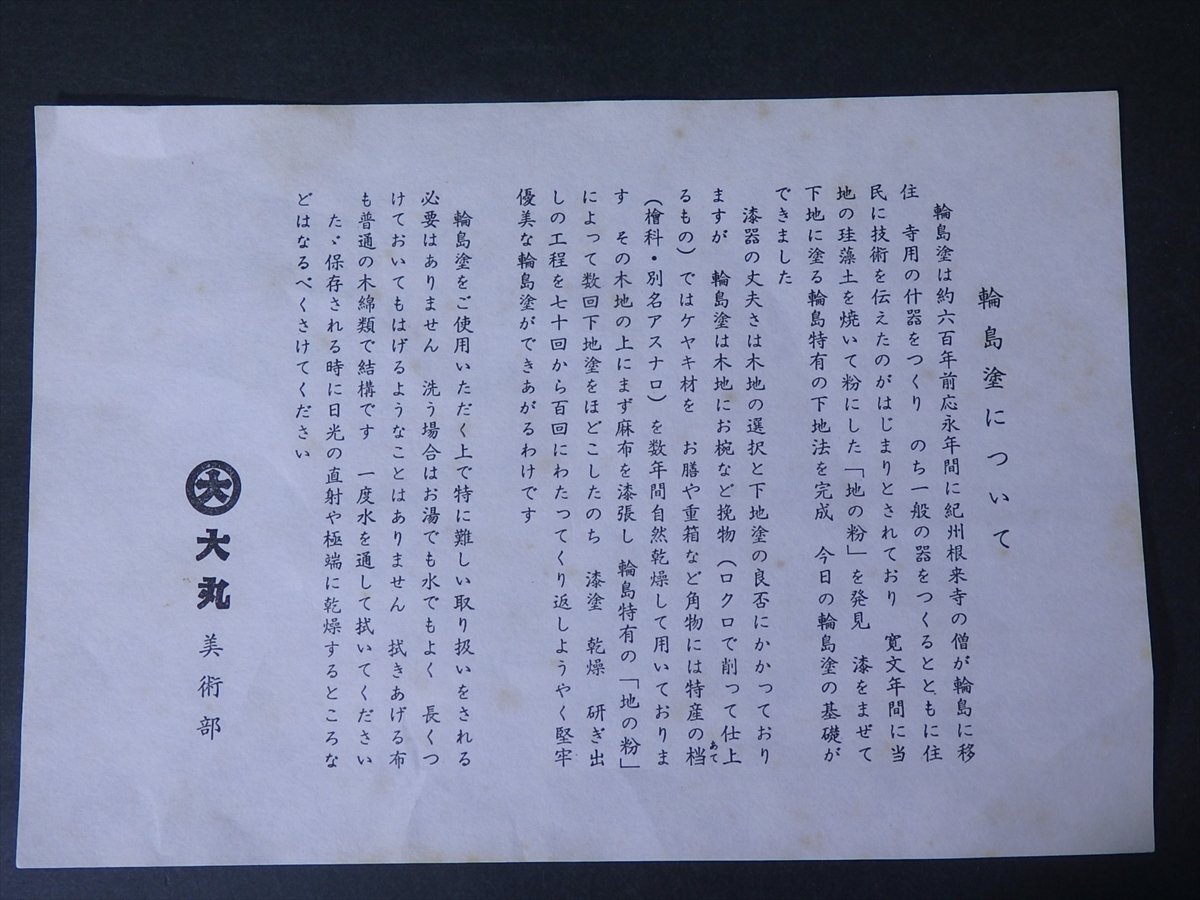 輪島塗について
輪島塗は約六百年前応永年間に紀州根来寺の僧が輪島に移
住　寺用の什器をつくり　のち一般の器をつくるとともに住
民に技術を伝えたのがはじまりとされており　寛文年間に当
地の珪藻土を焼いて粉にした「地の粉」を発見　漆をまぜて
下地に塗る輪島特有の下地法を完成　今日の輪島塗の基礎が
できました
漆器の丈夫さは木地の選択と下地塗の良否にかかっており
ますが　輪島塗は木地にお椀など挽物（ロクロで削って仕上
るもの）ではケヤキ材を　お膳や重箱など角物には特産の档あて
（檜科・別名アスナロ）を数年間自然乾燥して用いておりま
す　その木地の上にまず麻布を漆張し　輪島特有の「地の粉」
によって数回下地塗をほどこしたのち　漆塗　乾燥　研ぎ出
しの工程を七十回から百回にわたってくり返しようやく堅牢
優美な輪島塗ができあがるわけです
輪島塗をご使用いただく上で特に難しい取り扱いをされる
必要はありません　洗う場合はお湯でも水でもよく　長くつ
けておいてもはげるようなことはありません　拭きあげる布
も普通の木綿類で結構です　一度水を通して拭いてください
たゞ保存される時に日光の直射や極端に乾燥するところな
どはなるべくさけてください
大 大丸 美術部